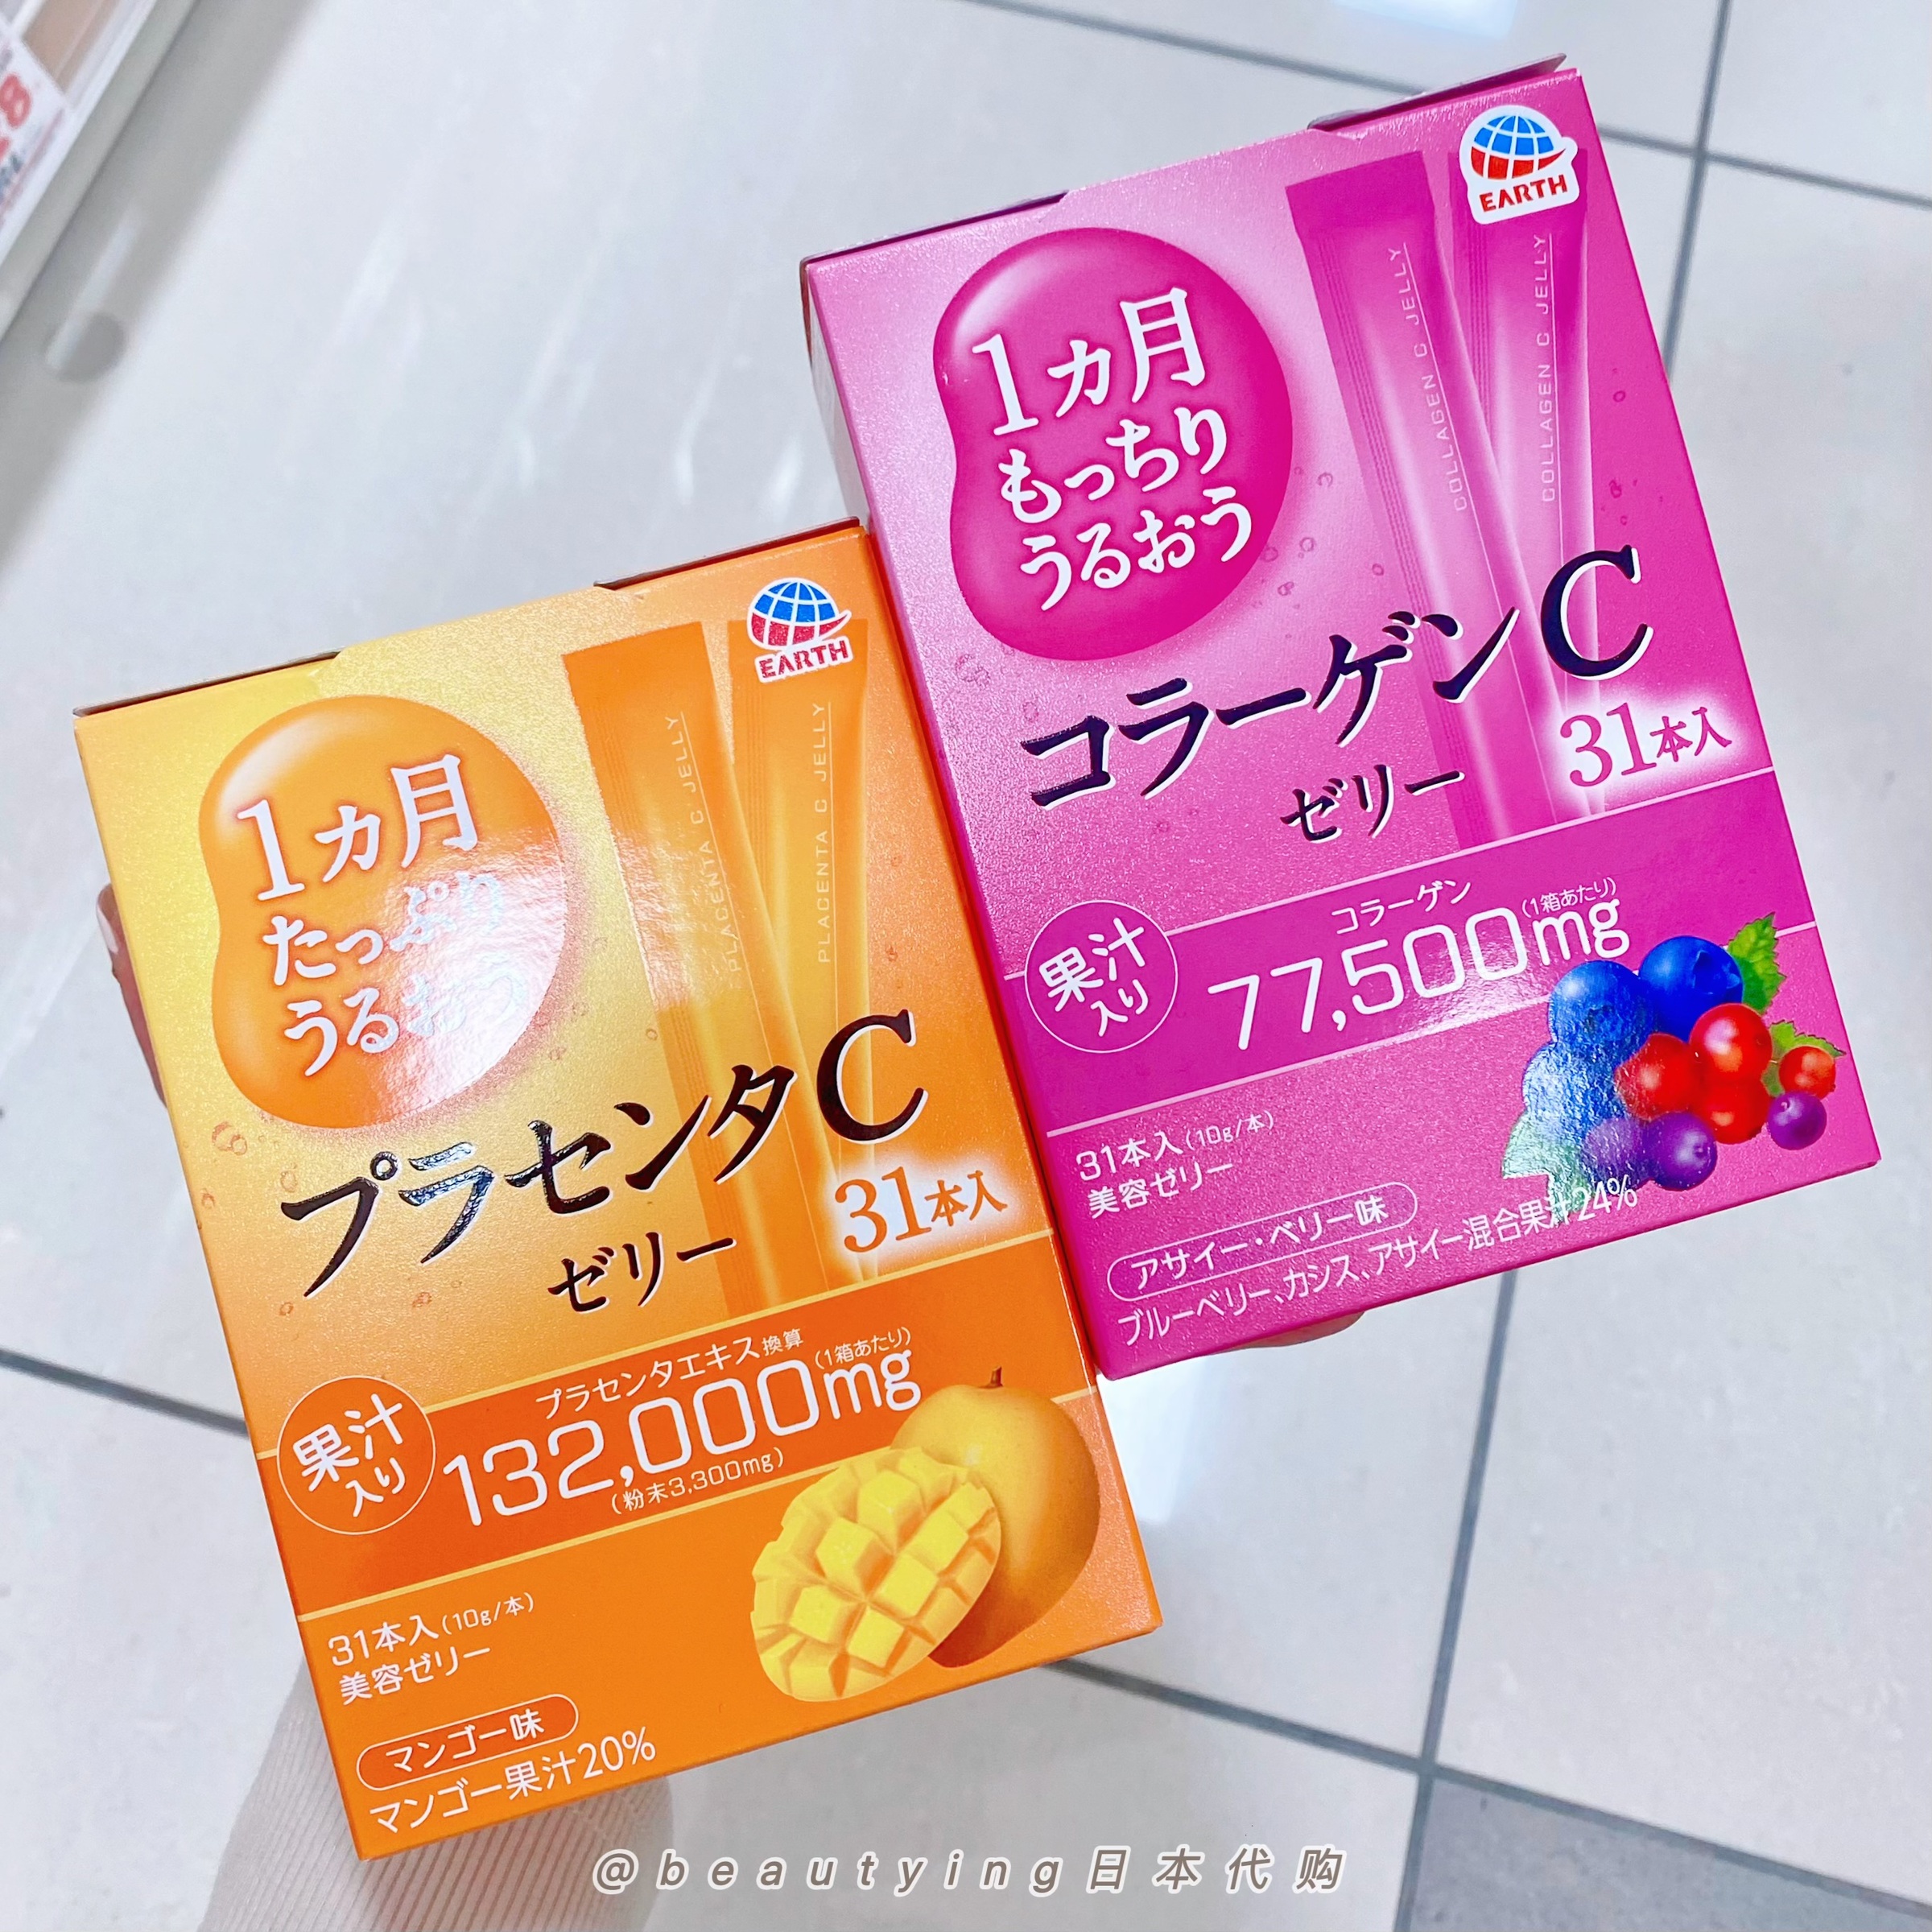 EARTH
1カ月
もっちり
うるおう
COLLAGEN C JELLY
COLLAGEN C JELLY
コラーゲンC
ゼリー
31本入
果汁
入り
コラーゲン
77,500mg
(1箱あたり)
31本入(10g/本)
美容ゼリー
アサイー・ベリー味
ブルーベリー、カシス、アサイー混合果汁24%
EARTH
1カ月
たっぷり
うるおう
PLACENTA C JELLY
PLACENTA C JELLY
プラセンタC
ゼリー
31本入
果汁
入り
プラセンタエキス換算
132,000mg
(1箱あたり)
(粉末3,300mg)
31本入(10g/本)
美容ゼリー
マンゴー味
マンゴー果汁20%
@beautying日本代购